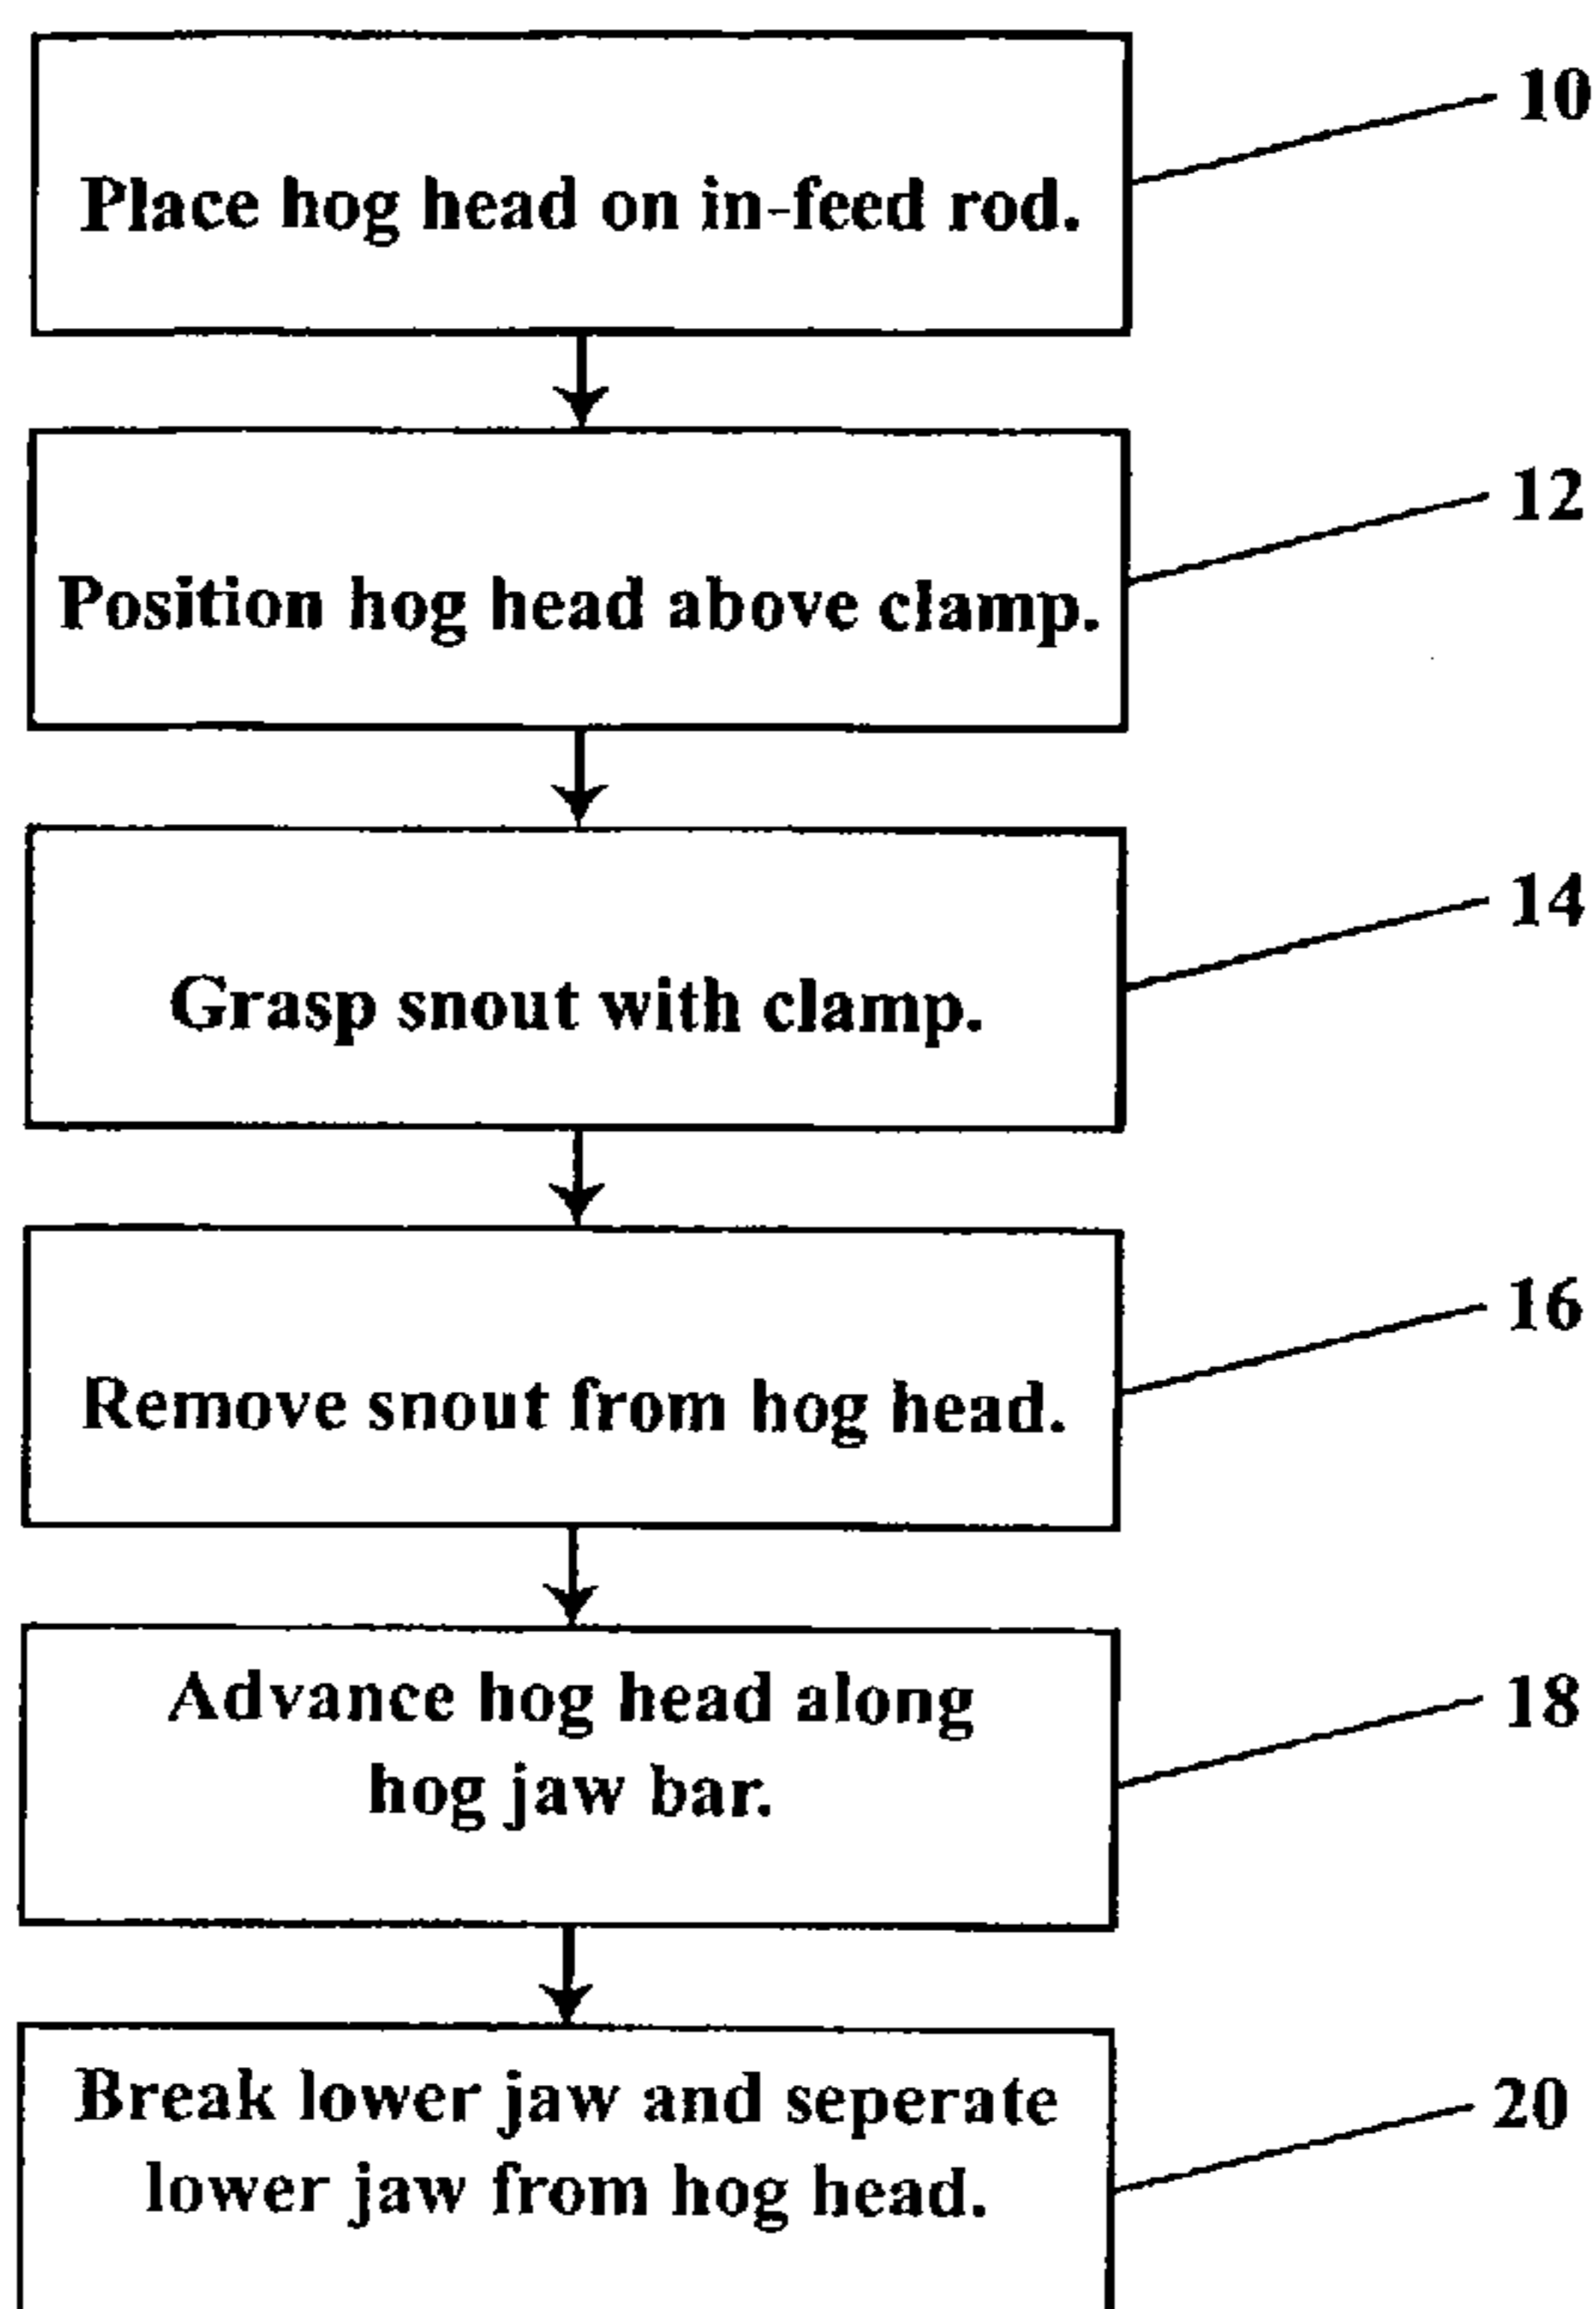 Place hog head on in-feed rod.
10
Position hog head above clamp.
12
Grasp snout with clamp.
14
Remove snout from hog head.
16
Advance hog head along
hog jaw bar.
18
Break lower jaw and seperate
lower jaw from hog head.
20